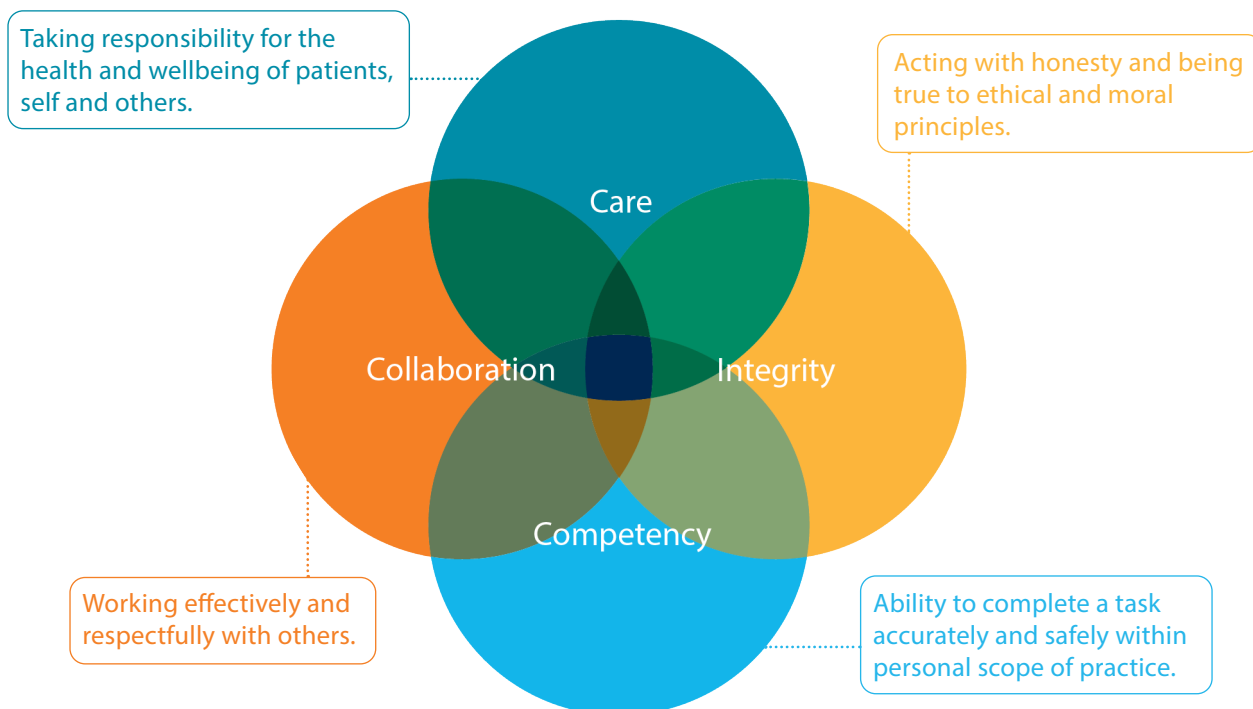 Taking responsibility for the
health and wellbeing of patients,
self and others.
Acting with honesty and being
true to ethical and moral
principles.
Care
Collaboration
Integrity
Competency
Working effectively and
respectfully with others.
Ability to complete a task
accurately and safely within
personal scope of practice.